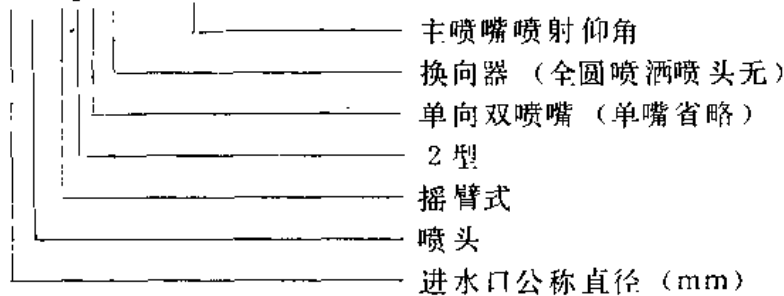 主喷嘴喷射仰角
换向器（全圆喷洒喷头无）
单向双喷嘴（单嘴省略）
2型
摇臂式
喷头
进水口公称直径（mm）